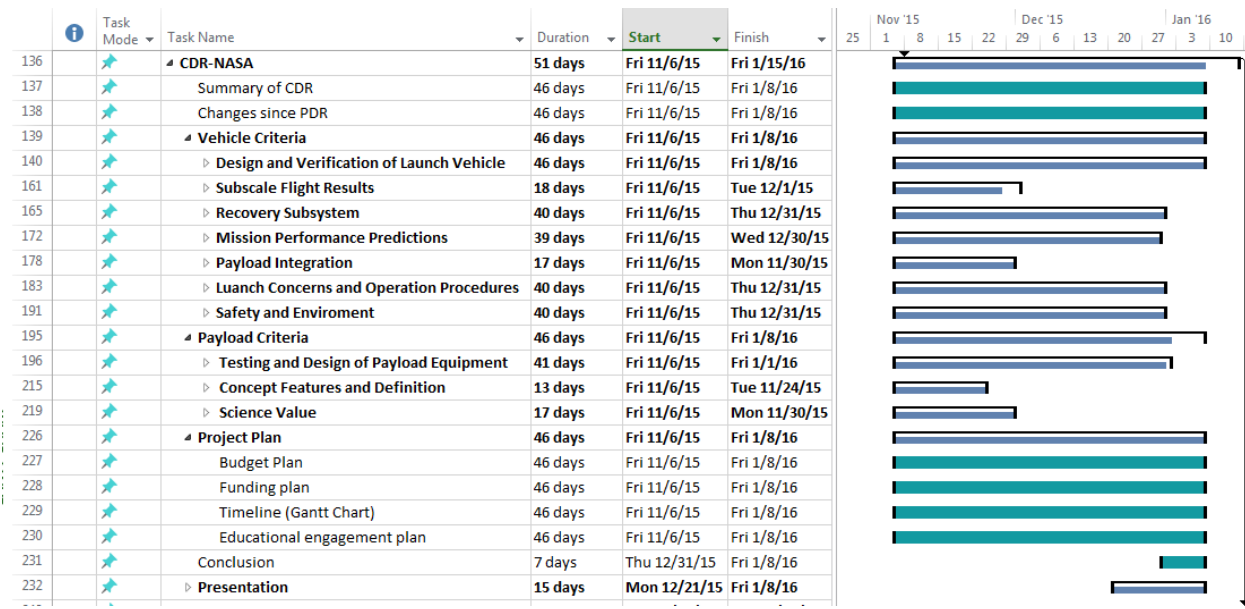 Task Mode Task Name Duration Start Finish 25 Nov '15 1 8 15 22 Dec '15 29 6 13 20 27 Jan '16 3 10
136 CDR-NASA 51 days Fri 11/6/15 Fri 1/15/16
137 Summary of CDR 46 days Fri 11/6/15 Fri 1/8/16
138 Changes since PDR 46 days Fri 11/6/15 Fri 1/8/16
139 Vehicle Criteria 46 days Fri 11/6/15 Fri 1/8/16
140 Design and Verification of Launch Vehicle 46 days Fri 11/6/15 Fri 1/8/16
161 Subscale Flight Results 18 days Fri 11/6/15 Tue 12/1/15
165 Recovery Subsystem 40 days Fri 11/6/15 Thu 12/31/15
172 Mission Performance Predictions 39 days Fri 11/6/15 Wed 12/30/15
178 Payload Integration 17 days Fri 11/6/15 Mon 11/30/15
183 Luanch Concerns and Operation Procedures 40 days Fri 11/6/15 Thu 12/31/15
191 Safety and Enviroment 40 days Fri 11/6/15 Thu 12/31/15
195 Payload Criteria 46 days Fri 11/6/15 Fri 1/8/16
196 Testing and Design of Payload Equipment 41 days Fri 11/6/15 Fri 1/1/16
215 Concept Features and Definition 13 days Fri 11/6/15 Tue 11/24/15
219 Science Value 17 days Fri 11/6/15 Mon 11/30/15
226 Project Plan 46 days Fri 11/6/15 Fri 1/8/16
227 Budget Plan 46 days Fri 11/6/15 Fri 1/8/16
228 Funding plan 46 days Fri 11/6/15 Fri 1/8/16
229 Timeline (Gantt Chart) 46 days Fri 11/6/15 Fri 1/8/16
230 Educational engagement plan 46 days Fri 11/6/15 Fri 1/8/16
231 Conclusion 7 days Thu 12/31/15 Fri 1/8/16
232 Presentation 15 days Mon 12/21/15 Fri 1/8/16